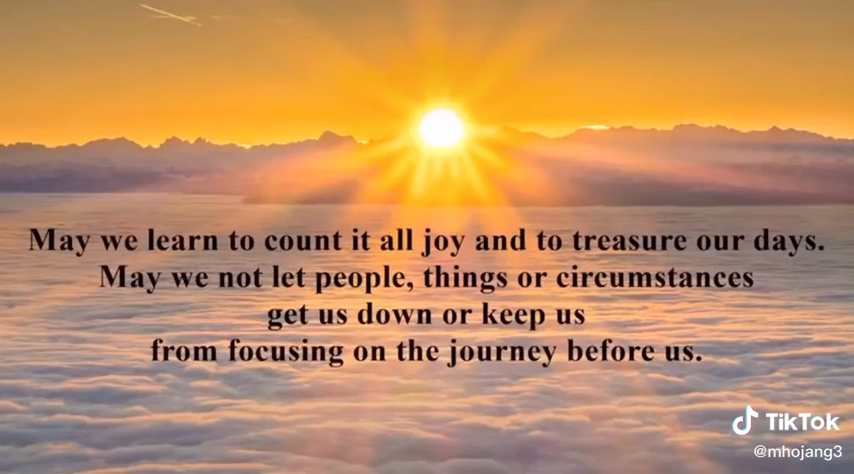 May we learn to count it all joy and to treasure our days.
May we not let people, things or circumstances
get us down or keep us
from focusing on the journey before us.
TikTok
@mhojang3